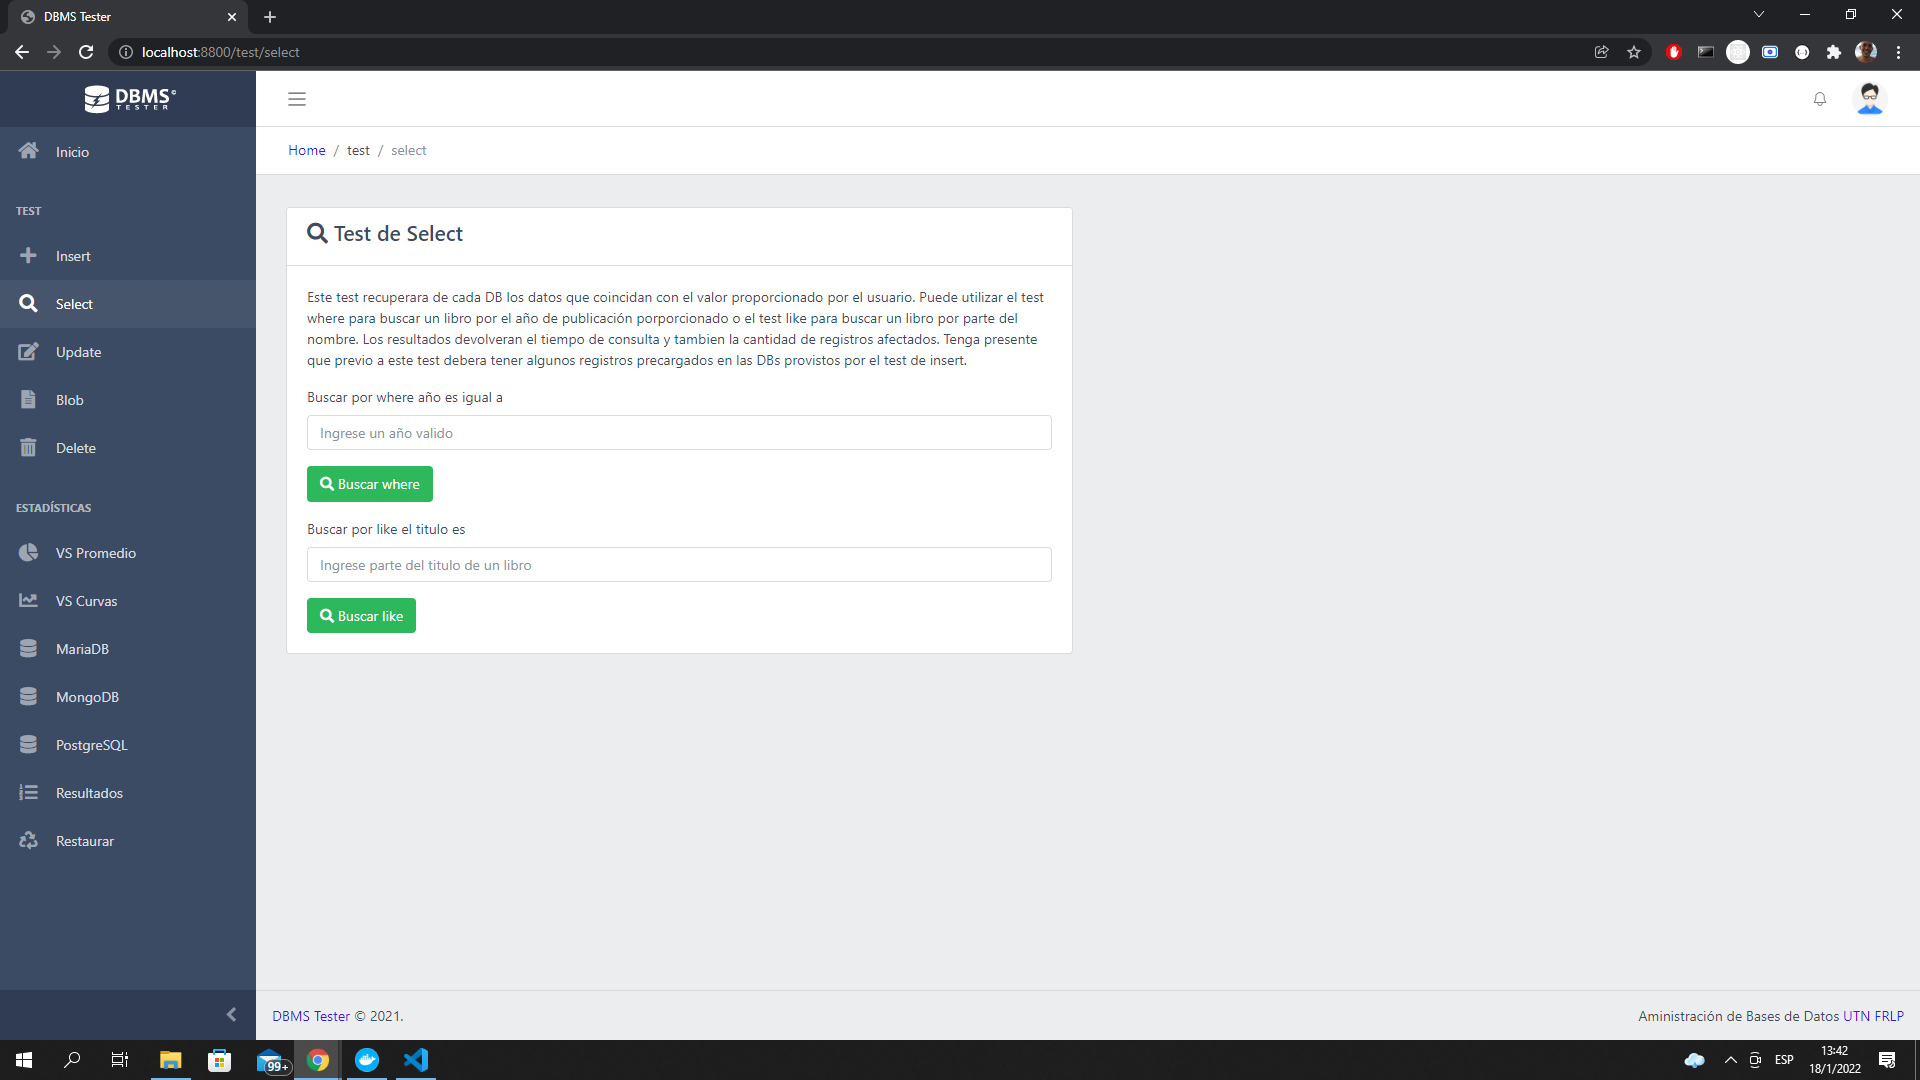 DBMS Tester
localhost:8800/test/select
DBMS
TESTER
Inicio
TEST
Insert
Select
Update
Blob
Delete
ESTADÍSTICAS
VS Promedio
VS Curvas
MariaDB
MongoDB
PostgreSQL
Resultados
Restaurar
Home / test / select
Test de Select
Este test recuperara de cada DB los datos que coincidan con el valor proporcionado por el usuario. Puede utilizar el test
where para buscar un libro por el año de publicación porporcionado o el test like para buscar un libro por parte del
nombre. Los resultados devolveran el tiempo de consulta y tambien la cantidad de registros afectados. Tenga presente
que previo a este test debera tener algunos registros precargados en las DBs provistos por el test de insert.
Buscar por where año es igual a
Ingrese un año valido
Buscar where
Buscar por like el titulo es
Ingrese parte del titulo de un libro
Buscar like
DBMS Tester © 2021.
Aministración de Bases de Datos UTN FRLP
99+
ESP
13:42
18/1/2022